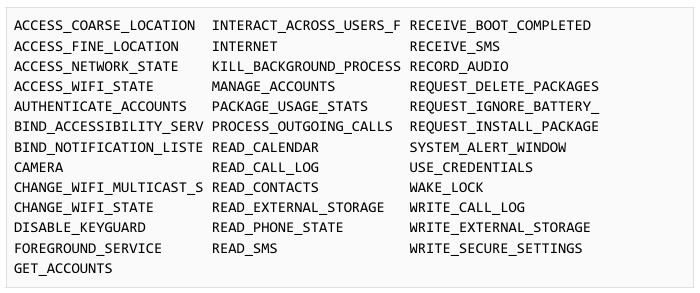 ACCESS_COARSE_LOCATION INTERACT_ACROSS_USERS_F RECEIVE_BOOT_COMPLETED
ACCESS_FINE_LOCATION INTERNET RECEIVE_SMS
ACCESS_NETWORK_STATE KILL_BACKGROUND_PROCESS RECORD_AUDIO
ACCESS_WIFI_STATE MANAGE_ACCOUNTS REQUEST_DELETE_PACKAGES
AUTHENTICATE_ACCOUNTS PACKAGE_USAGE_STATS REQUEST_IGNORE_BATTERY_
BIND_ACCESSIBILITY_SERV PROCESS_OUTGOING_CALLS REQUEST_INSTALL_PACKAGE
BIND_NOTIFICATION_LISTE READ_CALENDAR SYSTEM_ALERT_WINDOW
CAMERA READ_CALL_LOG USE_CREDENTIALS
CHANGE_WIFI_MULTICAST_S READ_CONTACTS WAKE_LOCK
CHANGE_WIFI_STATE READ_EXTERNAL_STORAGE WRITE_CALL_LOG
DISABLE_KEYGUARD READ_PHONE_STATE WRITE_EXTERNAL_STORAGE
FOREGROUND_SERVICE READ_SMS WRITE_SECURE_SETTINGS
GET_ACCOUNTS